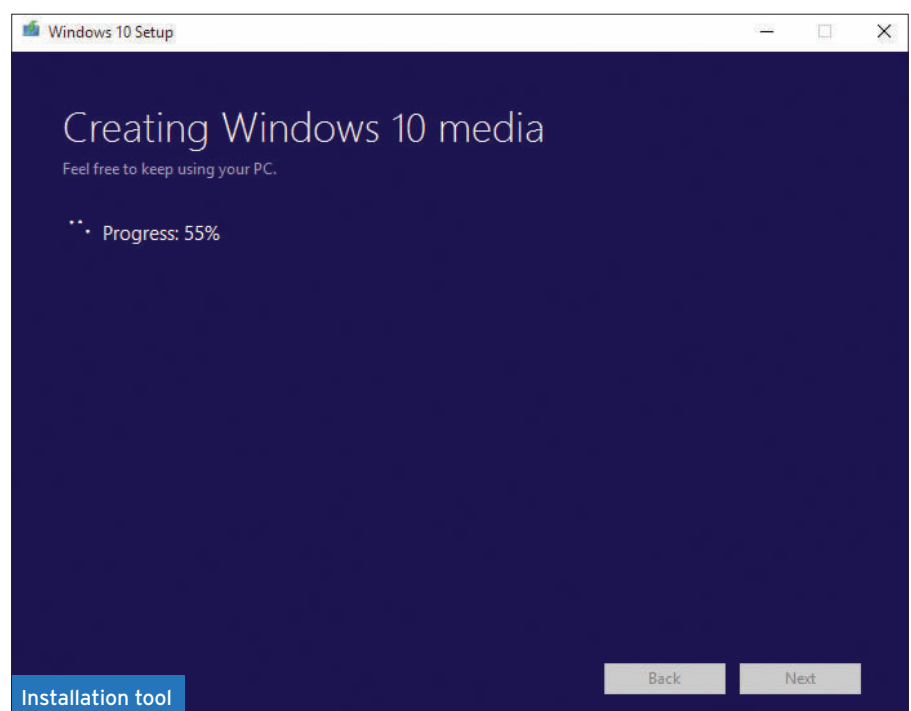 Windows 10 Setup
Creating Windows 10 media
Feel free to keep using your PC.
Progress: 55%
Back Next
Installation tool